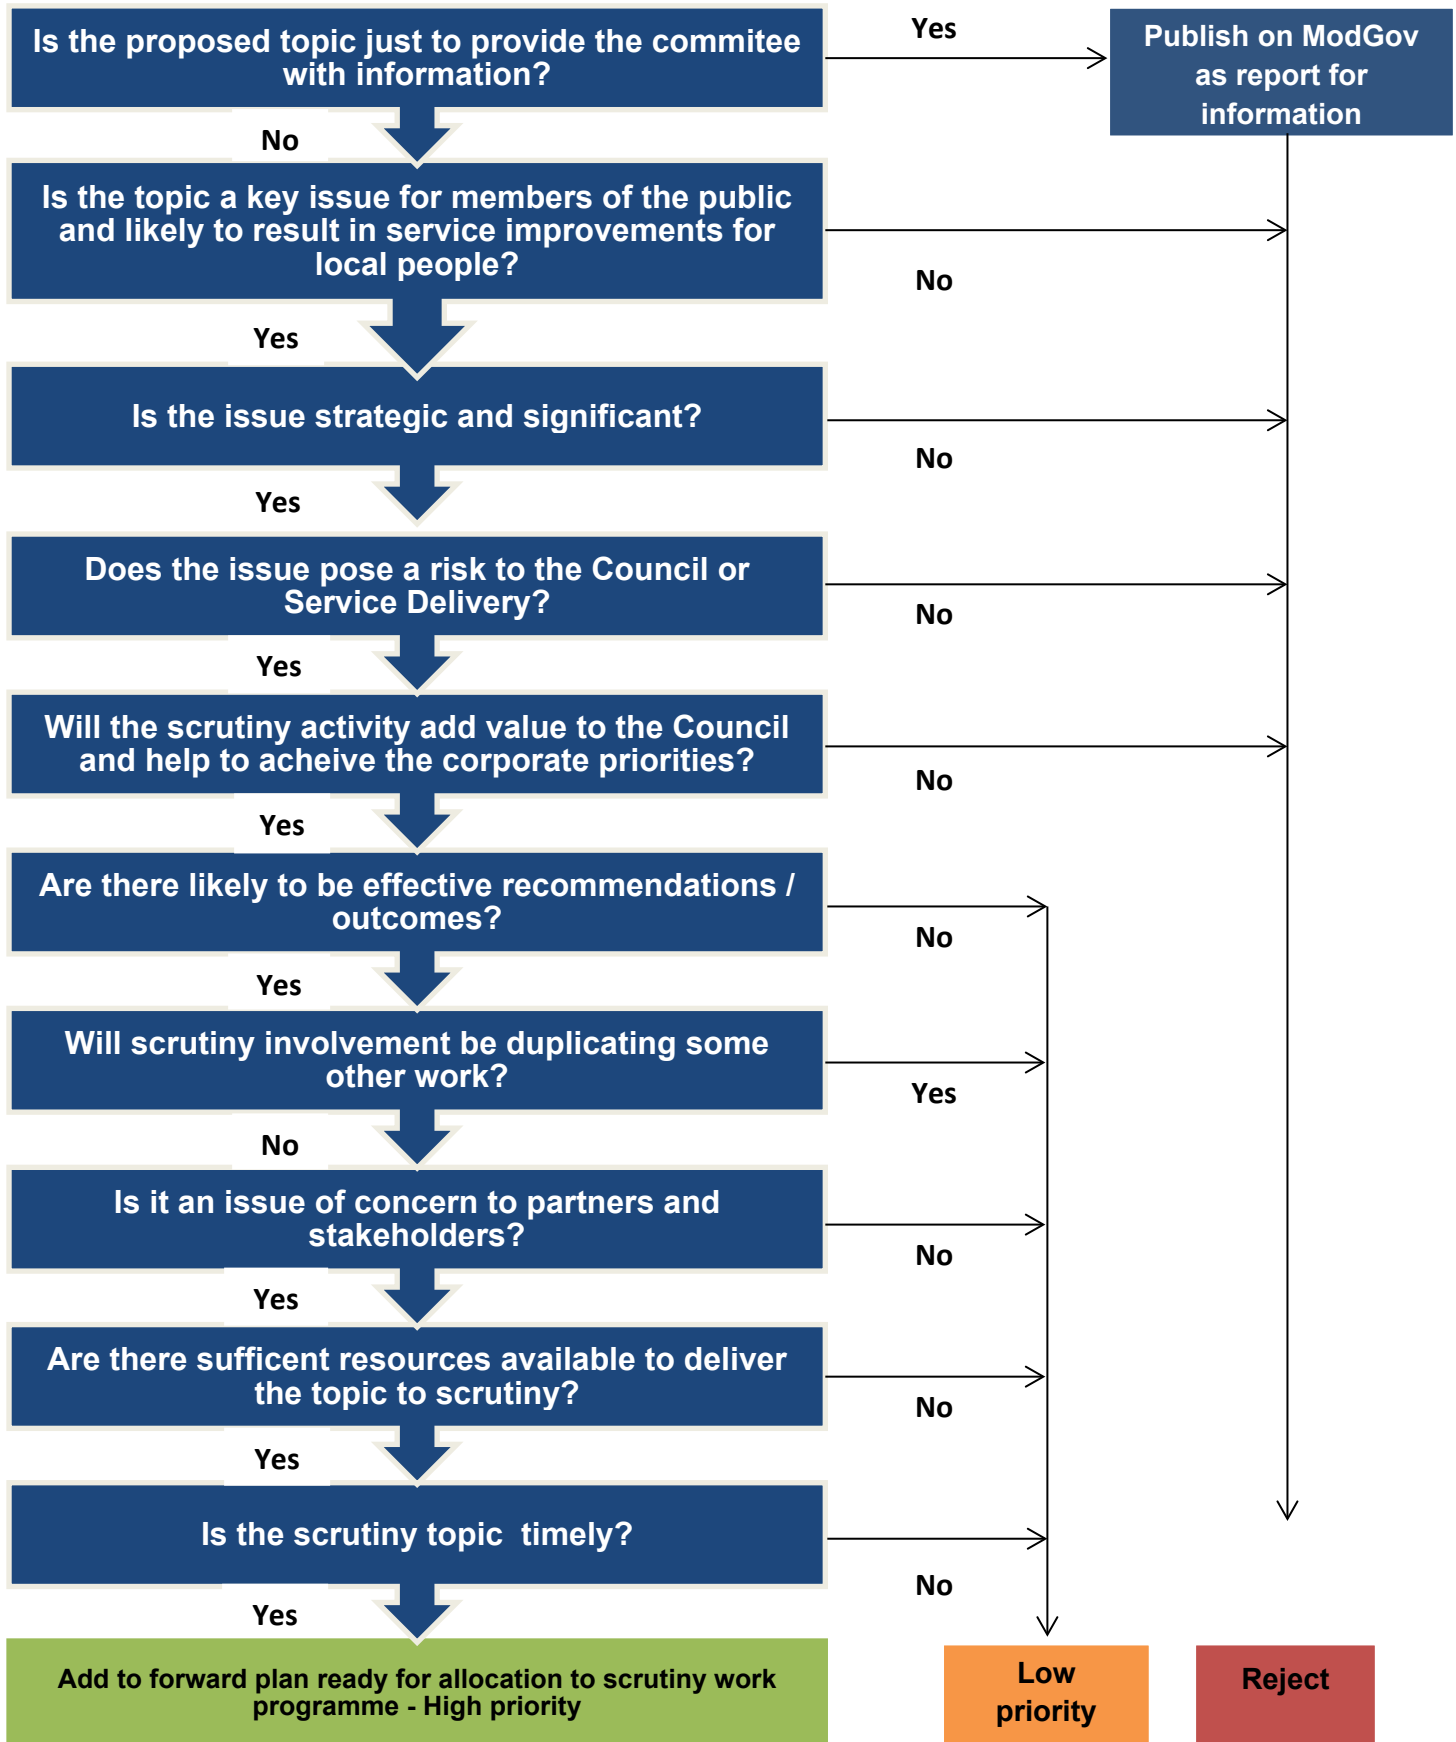 Is the proposed topic just to provide the commitee
with information?
Yes
Publish on ModGov
as report for
information
No
Is the topic a key issue for members of the public
and likely to result in service improvements for
local people?
No
Yes
Is the issue strategic and significant?
No
Yes
Does the issue pose a risk to the Council or
Service Delivery?
No
Yes
Will the scrutiny activity add value to the Council
and help to acheive the corporate priorities?
No
Yes
Are there likely to be effective recommendations /
outcomes?
No
Yes
Will scrutiny involvement be duplicating some
other work?
Yes
No
Is it an issue of concern to partners and
stakeholders?
No
Yes
Are there sufficent resources available to deliver
the topic to scrutiny?
No
Yes
Is the scrutiny topic  timely?
No
Yes
Add to forward plan ready for allocation to scrutiny work
programme - High priority
Low
priority
Reject